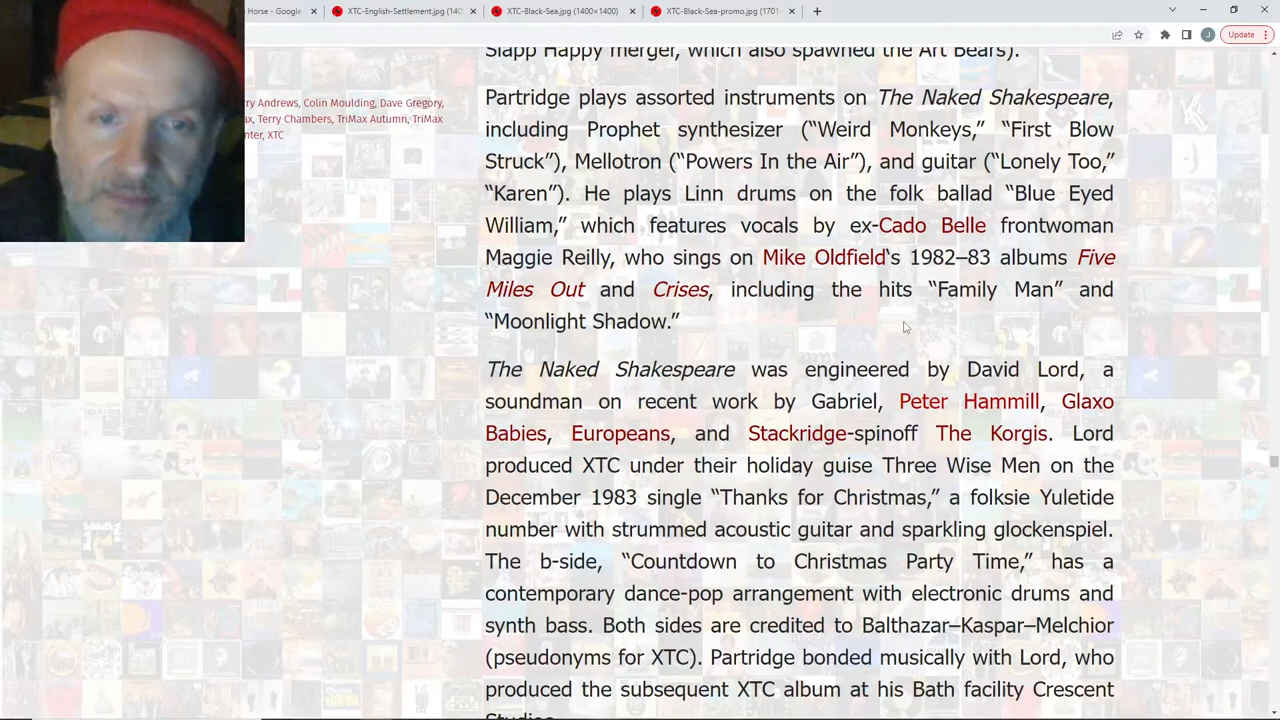 Horse - Google
XTC-English-Settlement.jpg (140
XTC-Black-Sea.jpg (1400×1400)
XTC-Black-Sea-promo.jpg (1701
Update
Slapp Happy merger, which also spawned the Art Bears).
ry Andrews, Colin Moulding, Dave Gregory,
ax, Terry Chambers, TriMax Autumn, TriMax
nter, XTC
Partridge plays assorted instruments on The Naked Shakespeare,
including Prophet synthesizer (“Weird Monkeys,” “First Blow
Struck”), Mellotron (“Powers In the Air”), and guitar (“Lonely Too,”
“Karen”). He plays Linn drums on the folk ballad “Blue Eyed
William,” which features vocals by ex-Cado Belle frontwoman
Maggie Reilly, who sings on Mike Oldfield‘s 1982–83 albums Five
Miles Out and Crises, including the hits “Family Man” and
“Moonlight Shadow.”
The Naked Shakespeare was engineered by David Lord, a
soundman on recent work by Gabriel, Peter Hammill, Glaxo
Babies, Europeans, and Stackridge-spinoff The Korgis. Lord
produced XTC under their holiday guise Three Wise Men on the
December 1983 single “Thanks for Christmas,” a folksie Yuletide
number with strummed acoustic guitar and sparkling glockenspiel.
The b-side, “Countdown to Christmas Party Time,” has a
contemporary dance-pop arrangement with electronic drums and
synth bass. Both sides are credited to Balthazar–Kaspar–Melchior
(pseudonyms for XTC). Partridge bonded musically with Lord, who
produced the subsequent XTC album at his Bath facility Crescent
Studios.